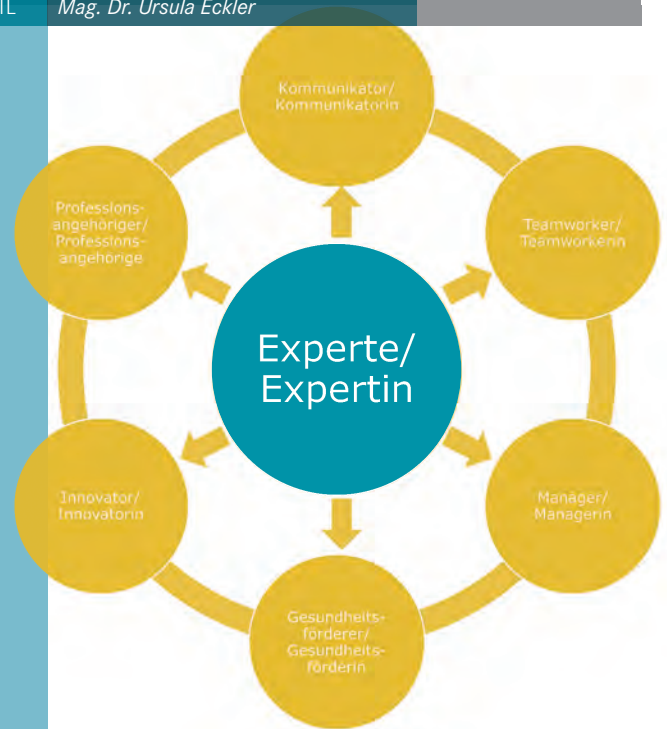 IL Mag. Dr. Ursula Eckler
Kommunikator/
Kommunikatorin
Professions-
angehöriger/
Professions-
angehörige
Teamworker/
Teamworkerin
Experte/
Expertin
Innovator/
Innovatorin
Manager/
Managerin
Gesundheits-
förderer/
Gesundheits-
förderin